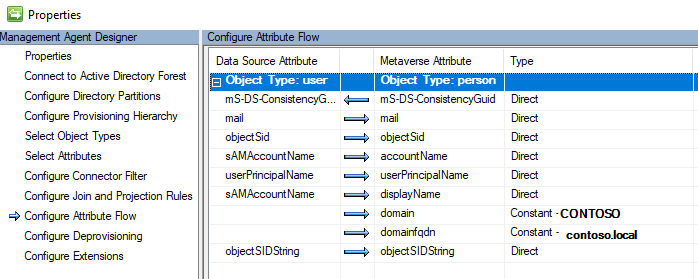 Properties
Management Agent Designer
Properties
Connect to Active Directory Forest
Configure Directory Partitions
Configure Provisioning Hierarchy
Select Object Types
Select Attributes
Configure Connector Filter
Configure Join and Projection Rules
Configure Attribute Flow
Configure Deprovisioning
Configure Extensions
Configure Attribute Flow
Data Source Attribute Metaverse Attribute Type
Object Type: user Object Type: person
mS-DS-ConsistencyG... mS-DS-ConsistencyGuid Direct
mail mail Direct
objectSid objectSid Direct
sAMAccountName accountName Direct
userPrincipalName userPrincipalName Direct
sAMAccountName displayName Direct
domain Constant - CONTOSO
domainfqdn Constant - contoso.local
objectSIDString objectSIDString Direct